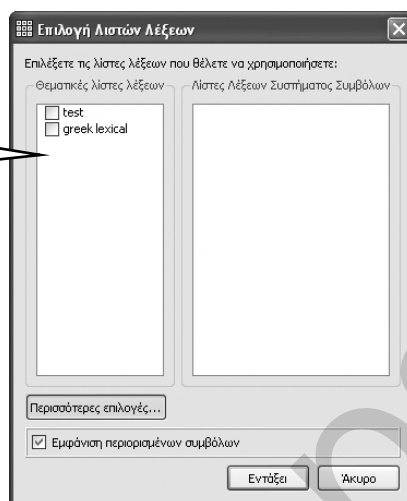 Επιλογή Λιστών Λέξεων
Επιλέξετε τις λίστες λέξεων που θέλετε να χρησιμοποιήσετε:
Θεματικές λίστες λέξεων
Λίστες Λέξεων Συστήματος Συμβόλων
test
greek lexical
Περισσότερες επιλογές...
Εμφάνιση περιορισμένων συμβόλων
Εντάξει
Άκυρο